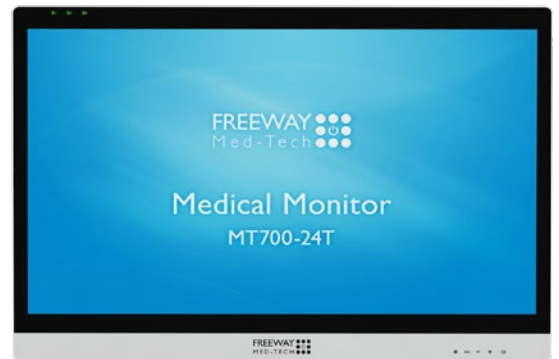 FREEWAY
Med-Tech
Medical Monitor
MT700-24T
FREEWAY
MED-TECH